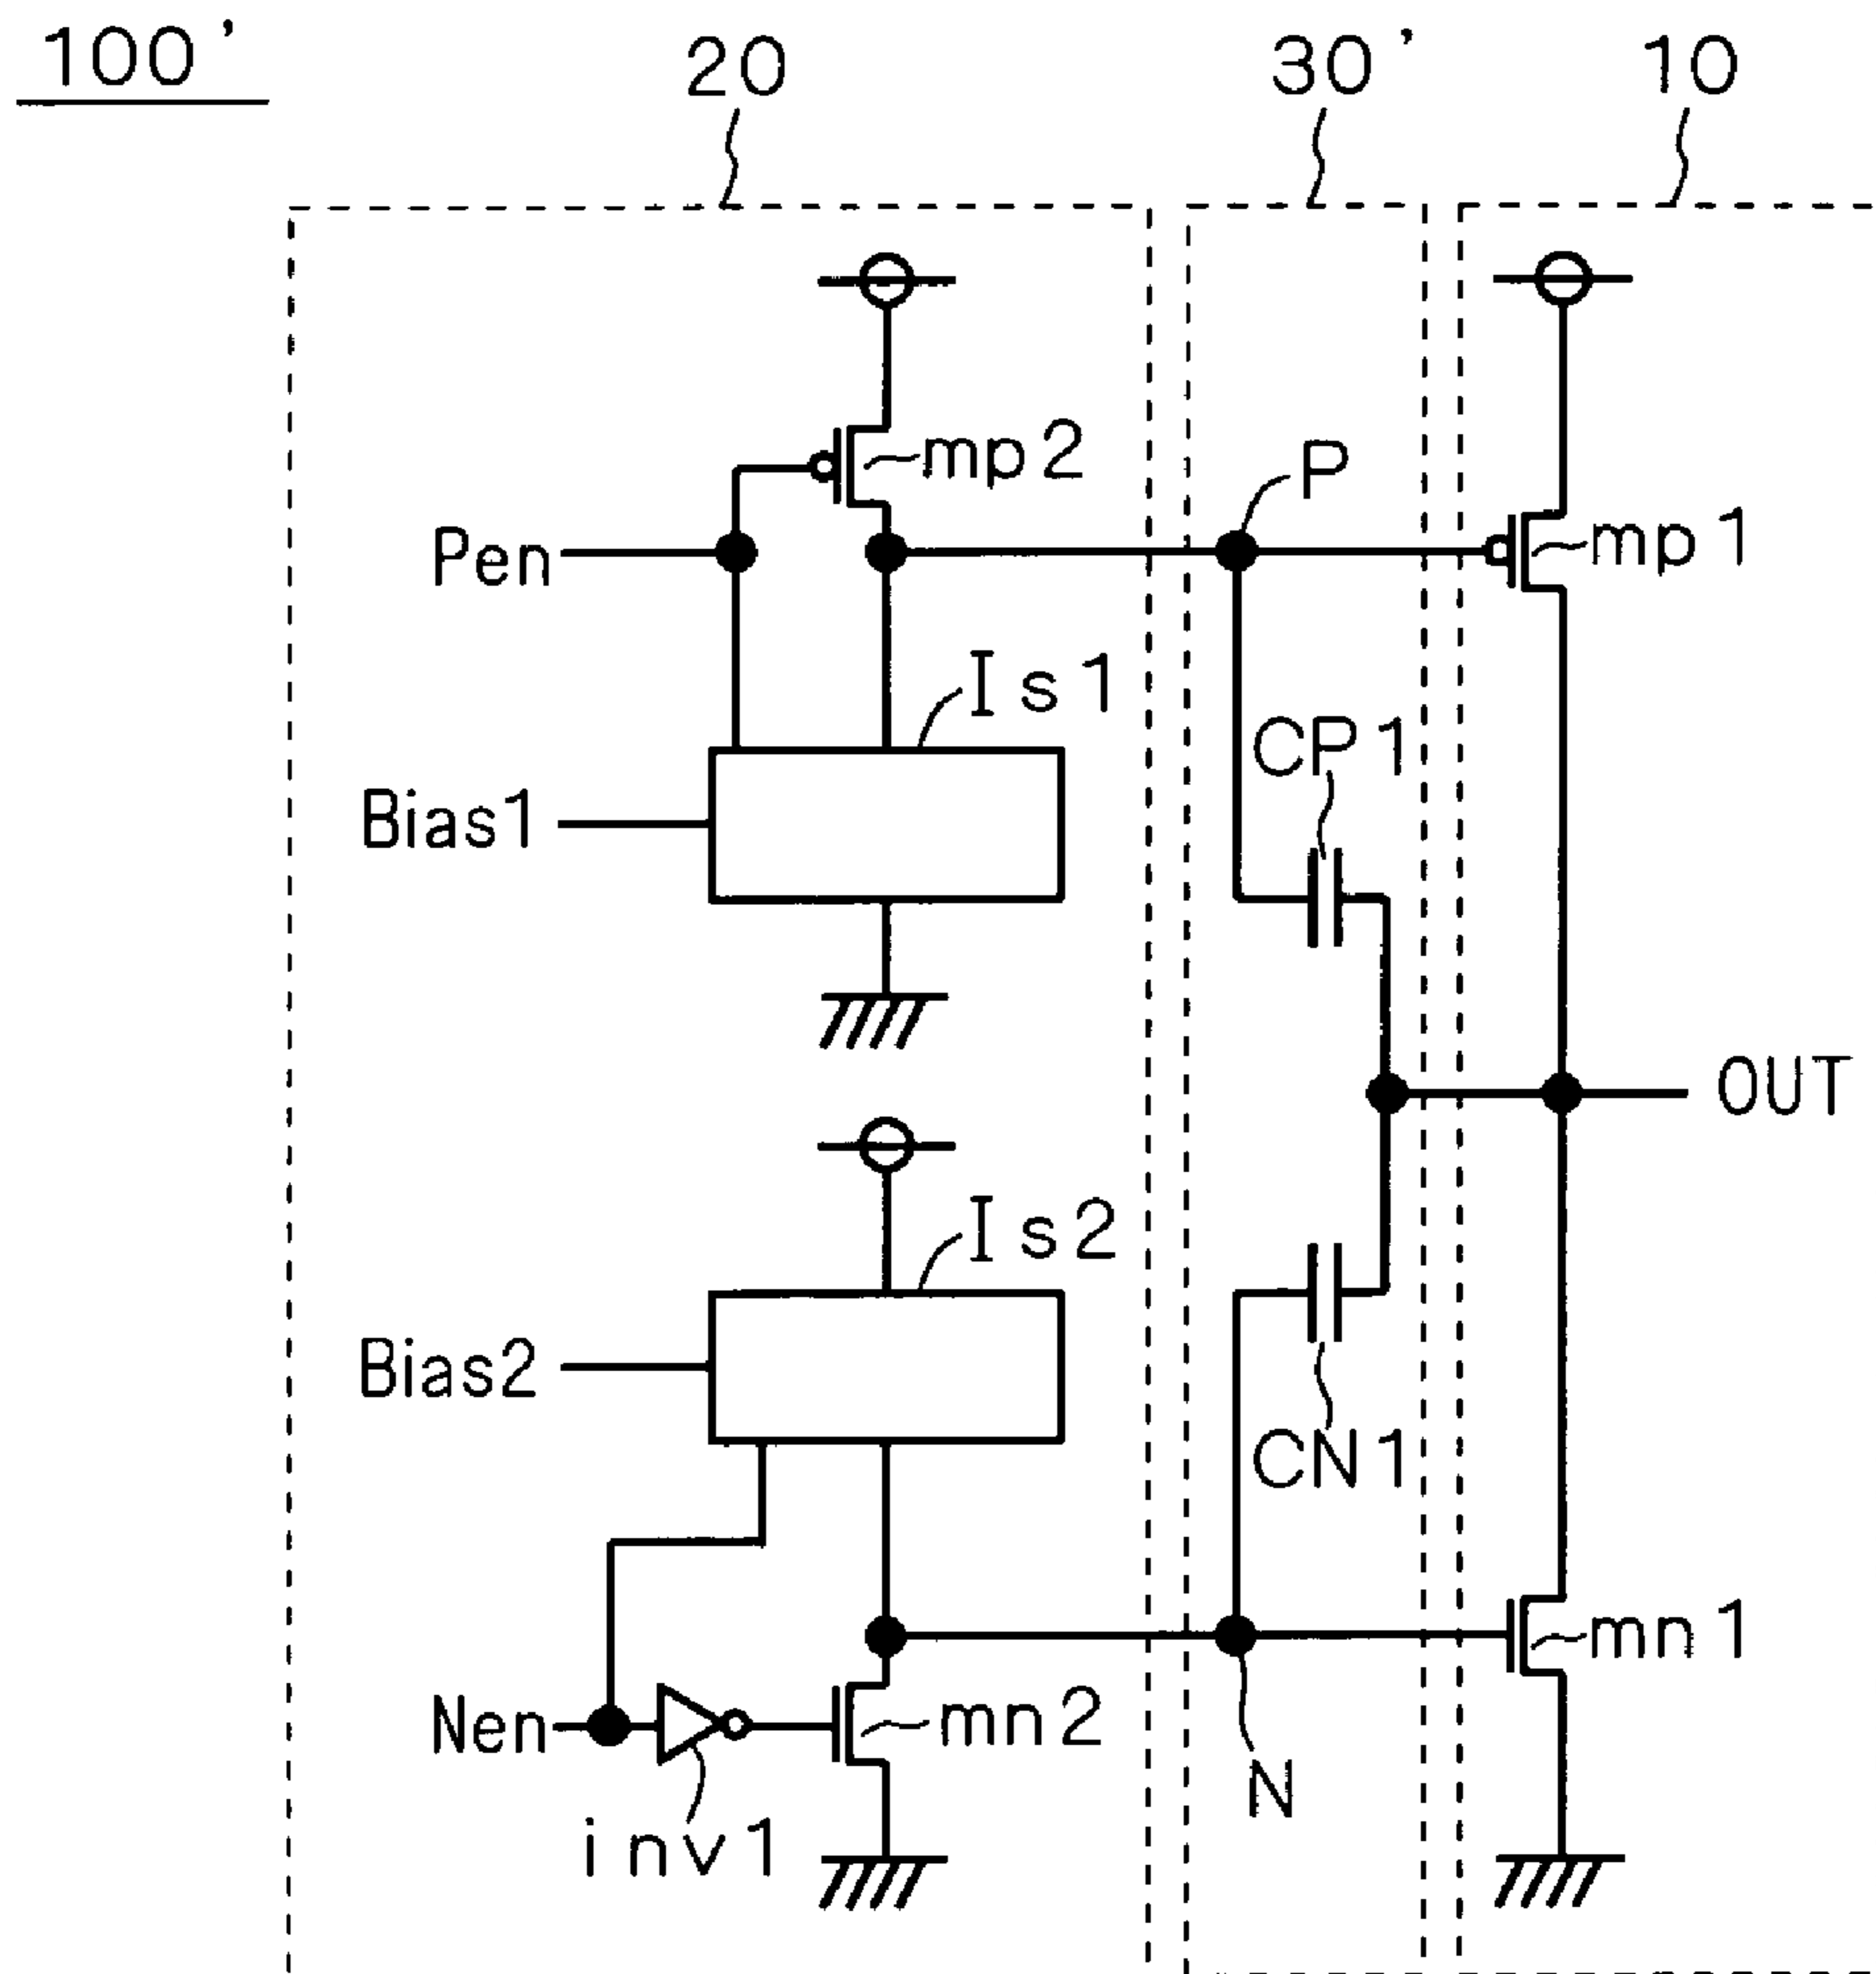 100'
20
30'
10
mp2
P
mp1
Pen
Is1
CP1
Bias1
OUT
Is2
Bias2
CN1
mn1
Nen
mn2
N
inv1